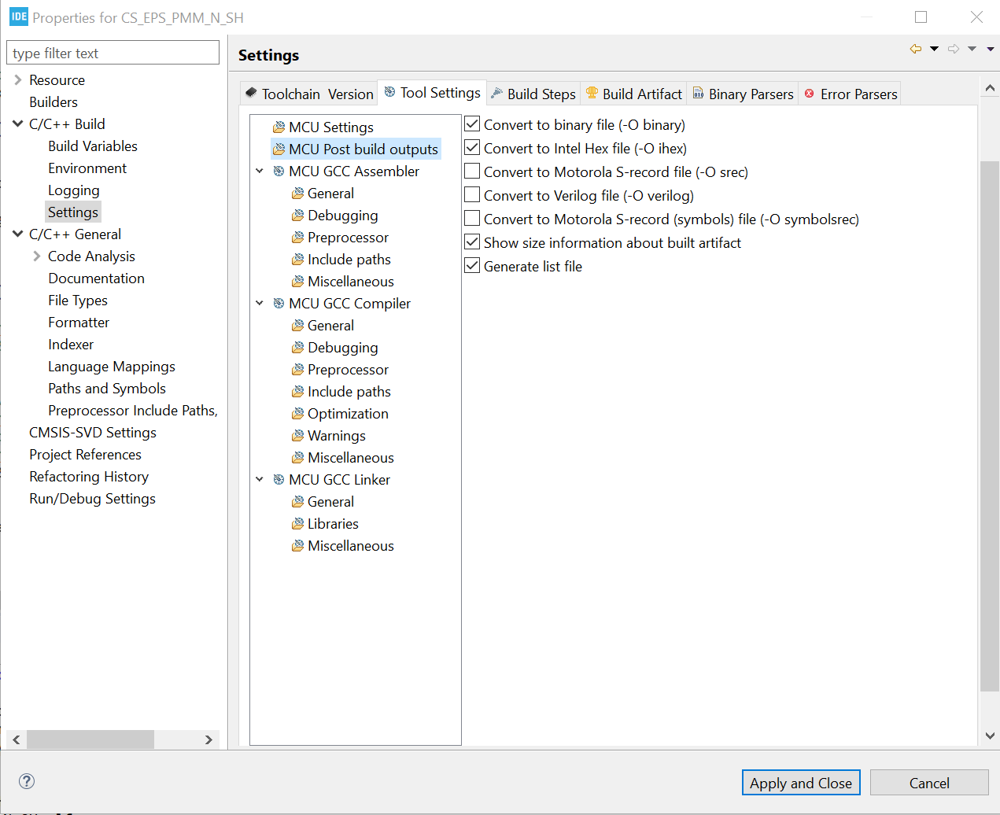 IDE Properties for CS_EPS_PMM_N_SH
type filter text
Resource
Builders
C/C++ Build
Build Variables
Environment
Logging
Settings
C/C++ General
Code Analysis
Documentation
File Types
Formatter
Indexer
Language Mappings
Paths and Symbols
Preprocessor Include Paths,
CMSIS-SVD Settings
Project References
Refactoring History
Run/Debug Settings
Settings
Toolchain Version Tool Settings Build Steps Build Artifact Binary Parsers Error Parsers
MCU Settings
MCU Post build outputs
MCU GCC Assembler
General
Debugging
Preprocessor
Include paths
Miscellaneous
MCU GCC Compiler
General
Debugging
Preprocessor
Include paths
Optimization
Warnings
Miscellaneous
MCU GCC Linker
General
Libraries
Miscellaneous
Convert to binary file (-O binary)
Convert to Intel Hex file (-O ihex)
Convert to Motorola S-record file (-O srec)
Convert to Verilog file (-O verilog)
Convert to Motorola S-record (symbols) file (-O symbolsrec)
Show size information about built artifact
Generate list file
Apply and Close Cancel